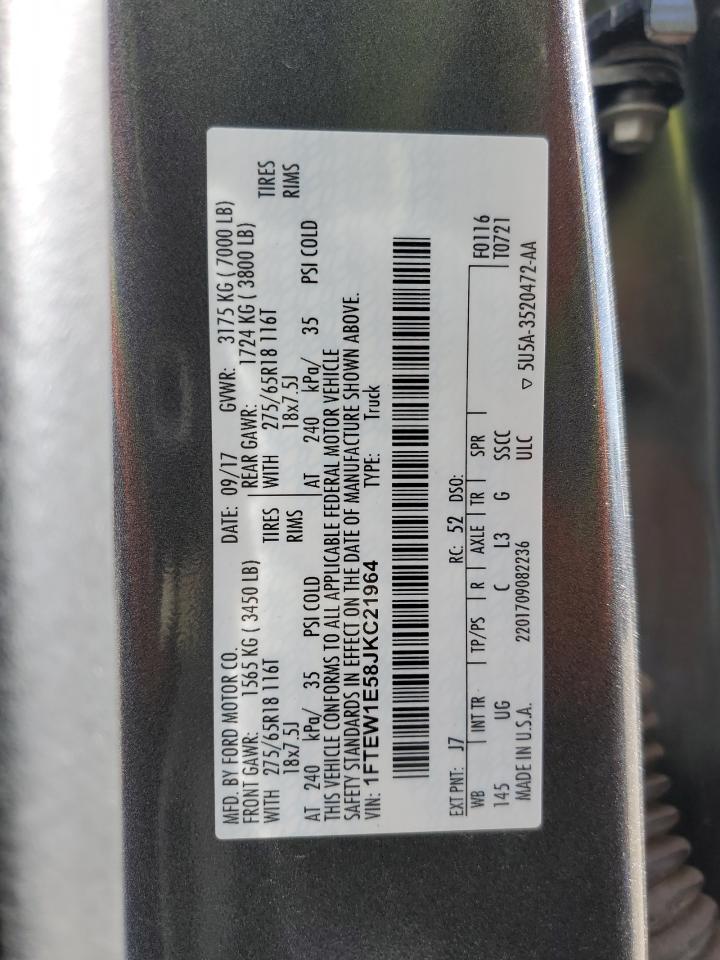 MFD. BY FORD MOTOR CO. DATE: 09/17 GVWR: 3175 KG ( 7000 LB)
FRONT GAWR: 1565 KG ( 3450 LB) REAR GAWR: 1724 KG ( 3800 LB)
WITH 275/65R18 116T TIRES WITH 275/65R18 116T TIRES
18x7.5J RIMS 18x7.5J RIMS
AT 240 kPa/ 35 PSI COLD AT 240 kPa/ 35 PSI COLD
THIS VEHICLE CONFORMS TO ALL APPLICABLE FEDERAL MOTOR VEHICLE
SAFETY STANDARDS IN EFFECT ON THE DATE OF MANUFACTURE SHOWN ABOVE.
VIN: 1FTEW1E58JKC21964 TYPE: Truck
EXT PNT: J7 RC: 52 DSO: F0116
WB INT TR TP/PS R AXLE TR SPR T0721
145 UG C L3 G SSCC
MADE IN U.S.A. 2201709082236 ULC ▽ 5U5A-3520472-AA